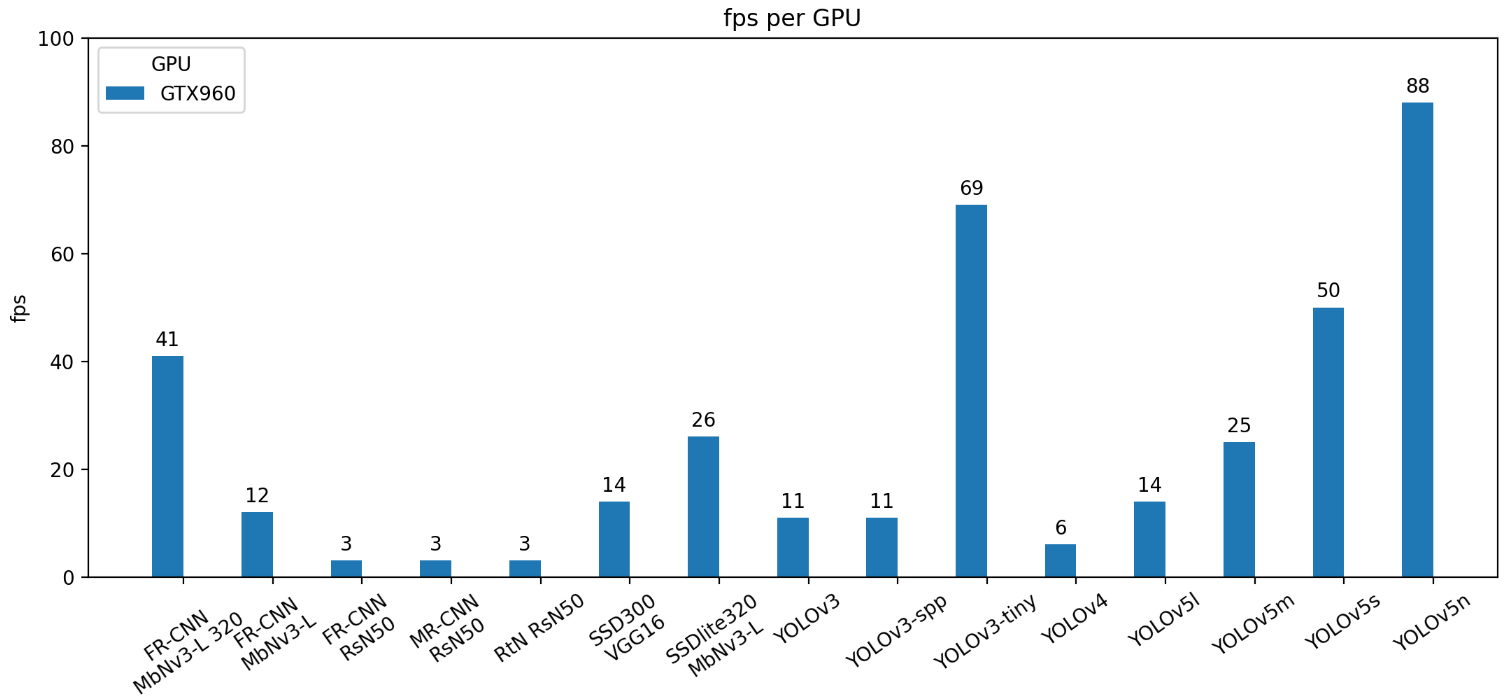 fps per GPU
100
80
60
40
20
0
fps
GPU
GTX960
41
12
3
3
3
14
26
11
11
69
6
14
25
50
88
FR-CNN
MbNv3-L 320
FR-CNN
MbNv3-L
FR-CNN
RsN50
MR-CNN
RsN50
RtN RsN50
SSD300
VGG16
SSDlite320
MbNv3-L
YOLOv3
YOLOv3-spp
YOLOv3-tiny
YOLOv4
YOLOv5l
YOLOv5m
YOLOv5s
YOLOv5n